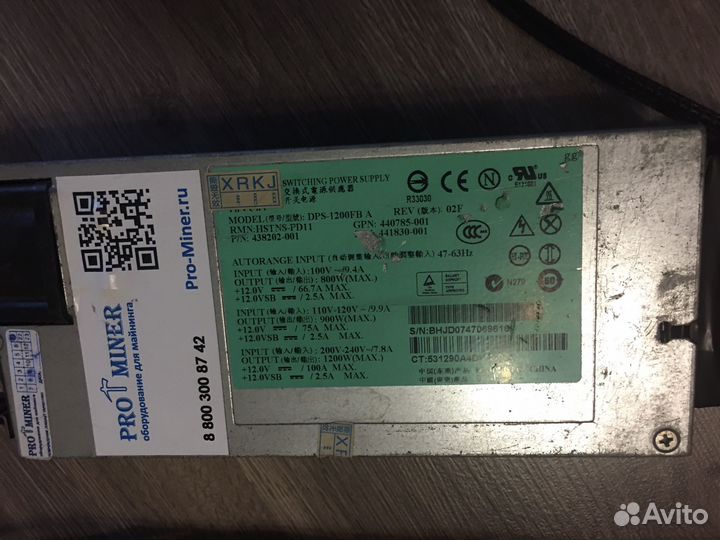 XRKJ
SWITCHING POWER SUPPLY
交换式電源供應器
开关电源
MODEL(型号/型號): DPS-1200FB A
REV (版本): 02F
RMN:HSTNS-PD11
GPN: 440785-001
P/N: 438202-001
441830-001
AUTORANGE INPUT
47-63Hz
INPUT (输入/輸入):100V~/9.4A
OUTPUT (输出/輸出): 800W(MAX.)
+12.0V / 66.7A(MAX.)
+12.0VSB / 2.5A (MAX.)
INPUT (输入/輸入):110V-120V~/9.9A
OUTPUT (输出/輸出): 900W(MAX.)
+12.0V / 75A (MAX.)
+12.0VSB / 2.5A (MAX.)
INPUT (输入/輸入): 200V-240V~/7.8A
OUTPUT (输出/輸出): 1200W(MAX.)
+12.0V / 100A (MAX.)
+12.0VSB / 2.5A (MAX.)
R33030
N279
60
gg
CHINA
Pro-Miner.ru
PRO MINER
оборудование для майнинга
8 800 300 87 42
PRO MINER
Avito